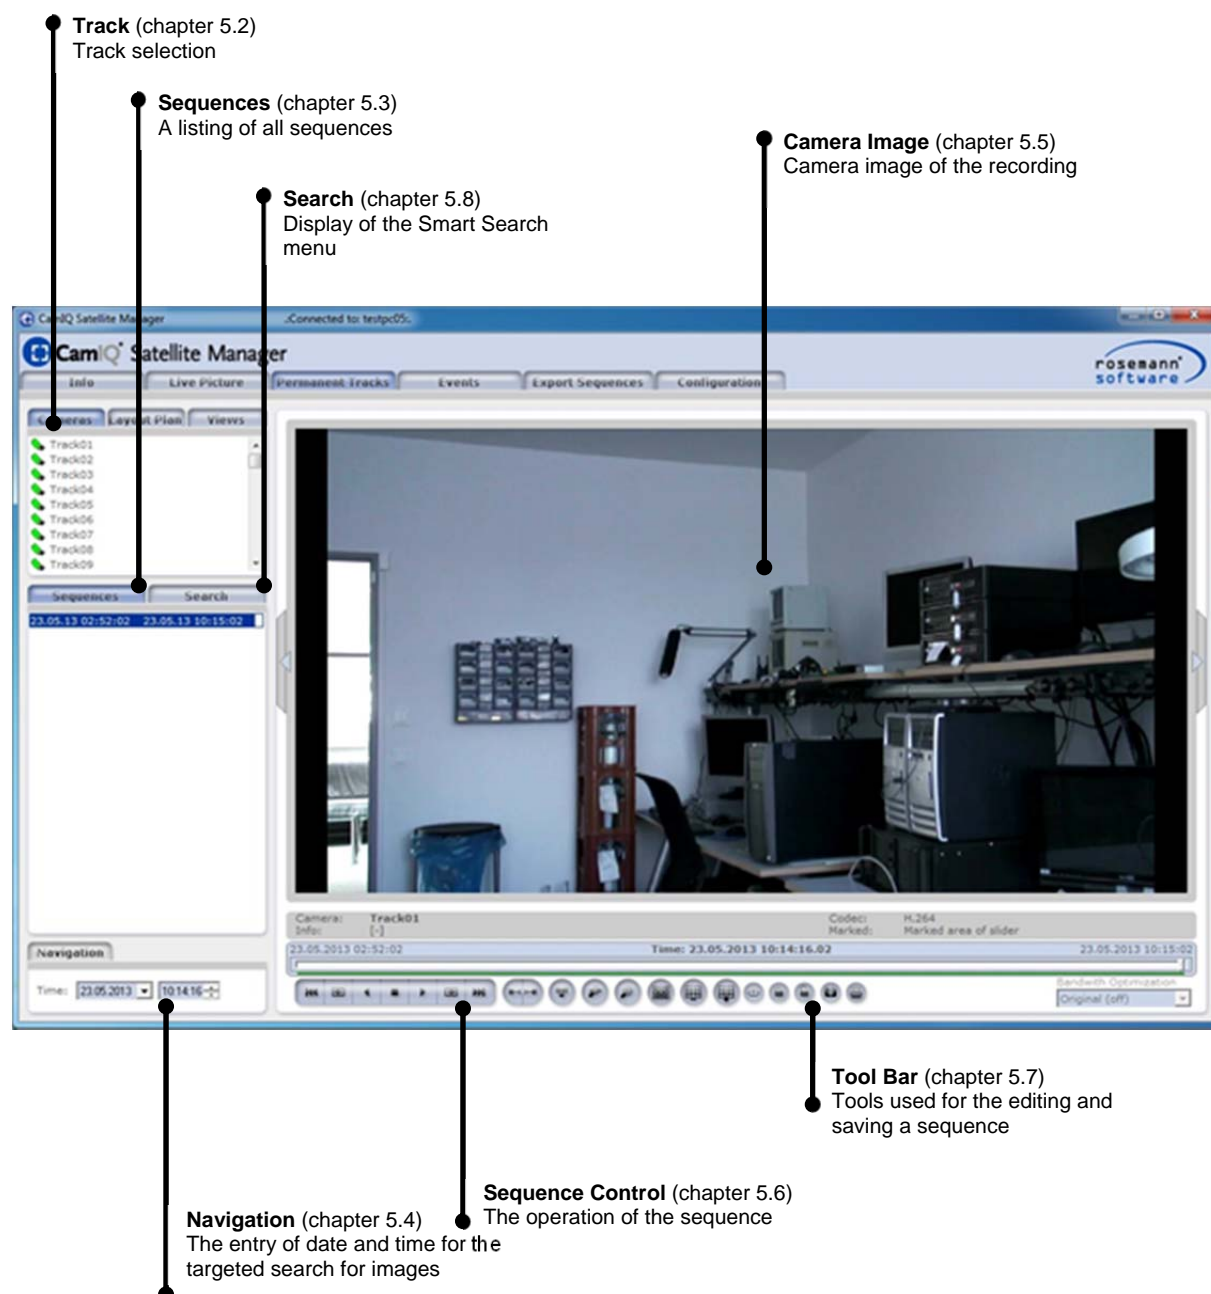 Track (chapter 5.2)
Track selection
Sequences (chapter 5.3)
A listing of all sequences
Camera Image (chapter 5.5)
Camera image of the recording
Search (chapter 5.8)
Display of the Smart Search
menu
CamIQ Satellite Manager
.:Connected to: testpc05:.
CamIQ Satellite Manager
rosemann
software
Info
Live Picture
Permanent Tracks
Events
Export Sequences
Configuration
Cameras
Layout Plan
Views
Track01
Track02
Track03
Track04
Track05
Track06
Track07
Track08
Track09
Sequences
Search
23.05.13 02:52:02 23.05.13 10:15:02
Camera: Track01
Codec: H.264
Info: [-]
Marked: Marked area of slider
23.05.2013 02:52:02
Time: 23.05.2013 10:14:16.02
23.05.2013 10:15:02
Navigation
Time: 23.05.2013 10:14:16
Bandwith Optimization
Original (off)
Tool Bar (chapter 5.7)
Tools used for the editing and
saving a sequence
Sequence Control (chapter 5.6)
The operation of the sequence
Navigation (chapter 5.4)
The entry of date and time for the
targeted search for images